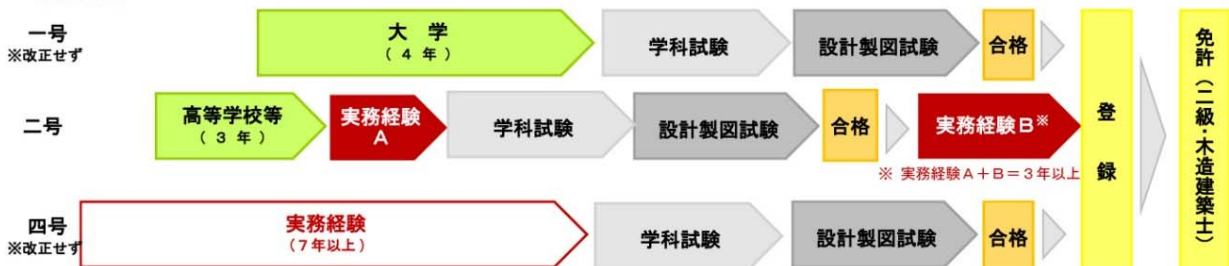 一号
※改正せず
大 学
（ 4 年 ）
学科試験
設計製図試験
合格
二号
高等学校等
（ 3 年 ）
実務経験
A
学科試験
設計製図試験
合格
実務経験B※
※ 実務経験A＋B＝3年以上
四号
※改正せず
実務経験
（7年以上）
学科試験
設計製図試験
合格
登録
免許（二級・木造建築士）